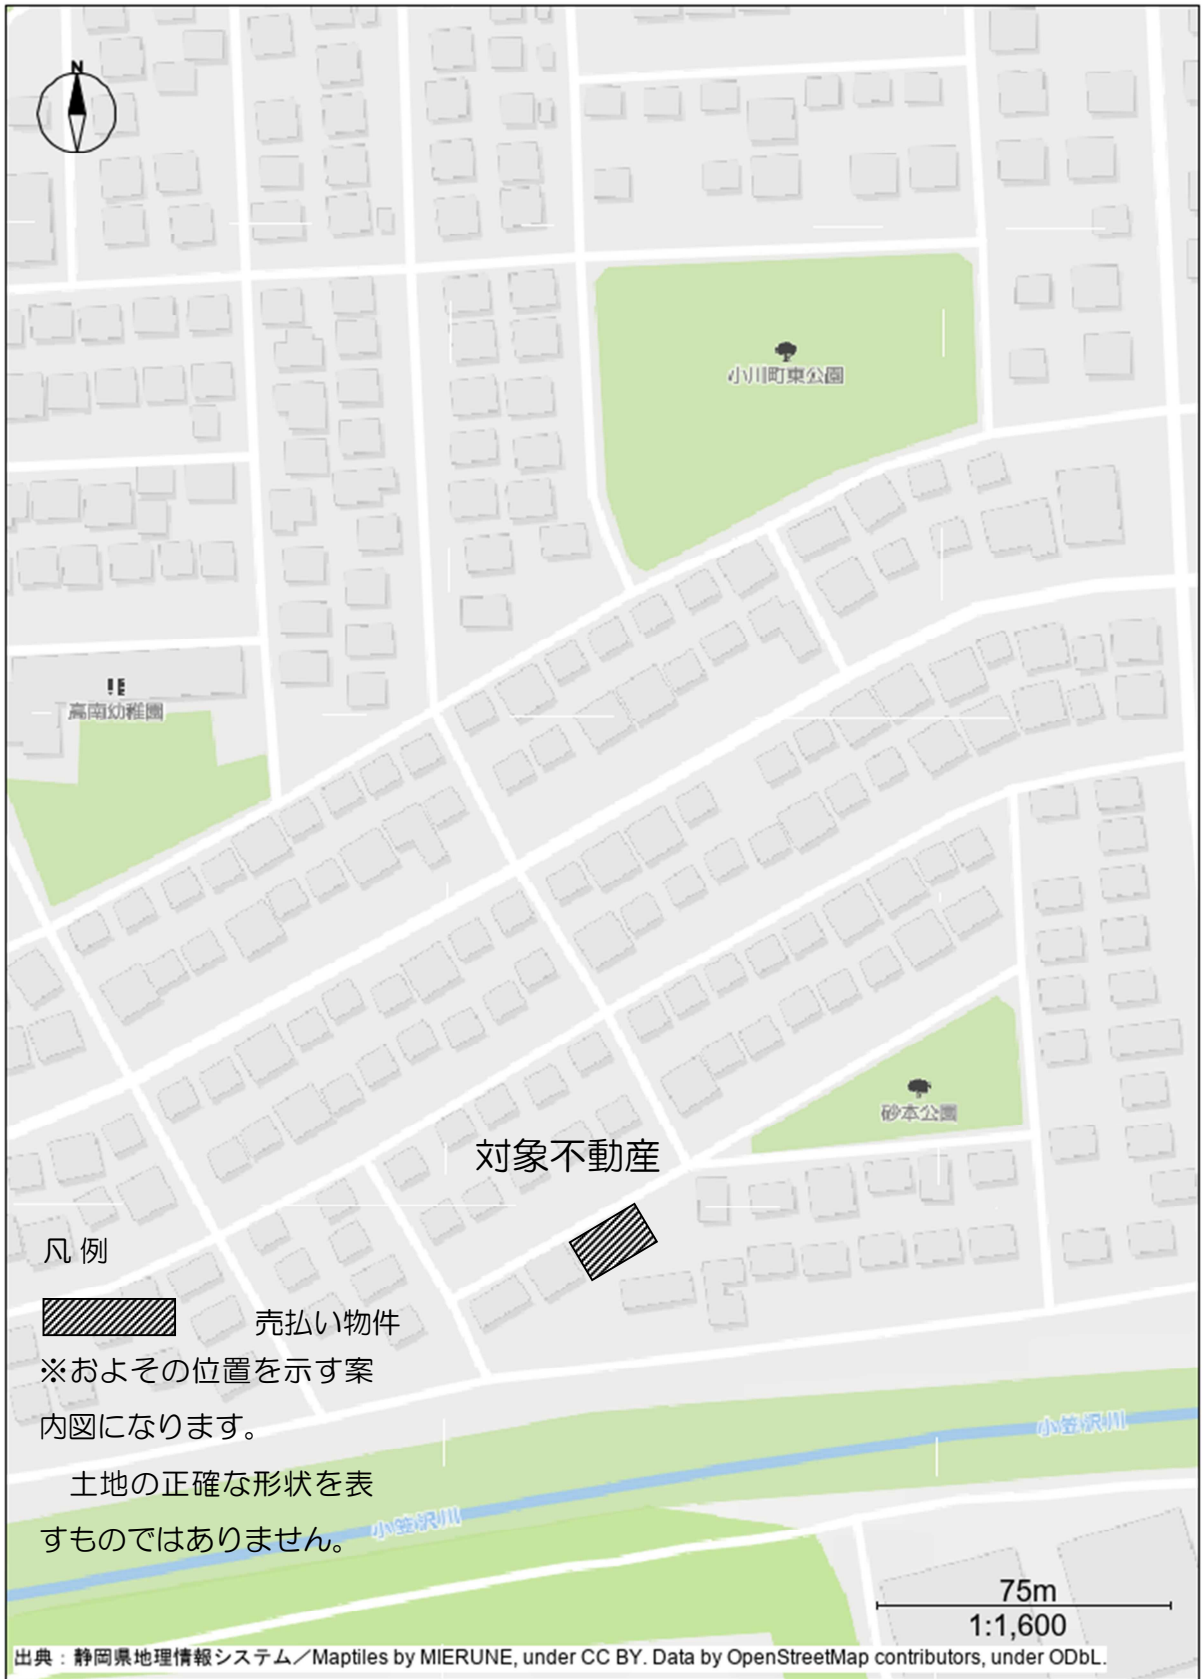 N
小川町東公園
高南幼稚園
砂本公園
対象不動産
凡 例
売払い物件
※およその位置を示す案
内図になります。
土地の正確な形状を表
すものではありません。
小笠沢川
小笠沢川
75m
1:1,600
出典：静岡県地理情報システム／Maptiles by MIERUNE, under CC BY. Data by OpenStreetMap contributors, under ODbL.